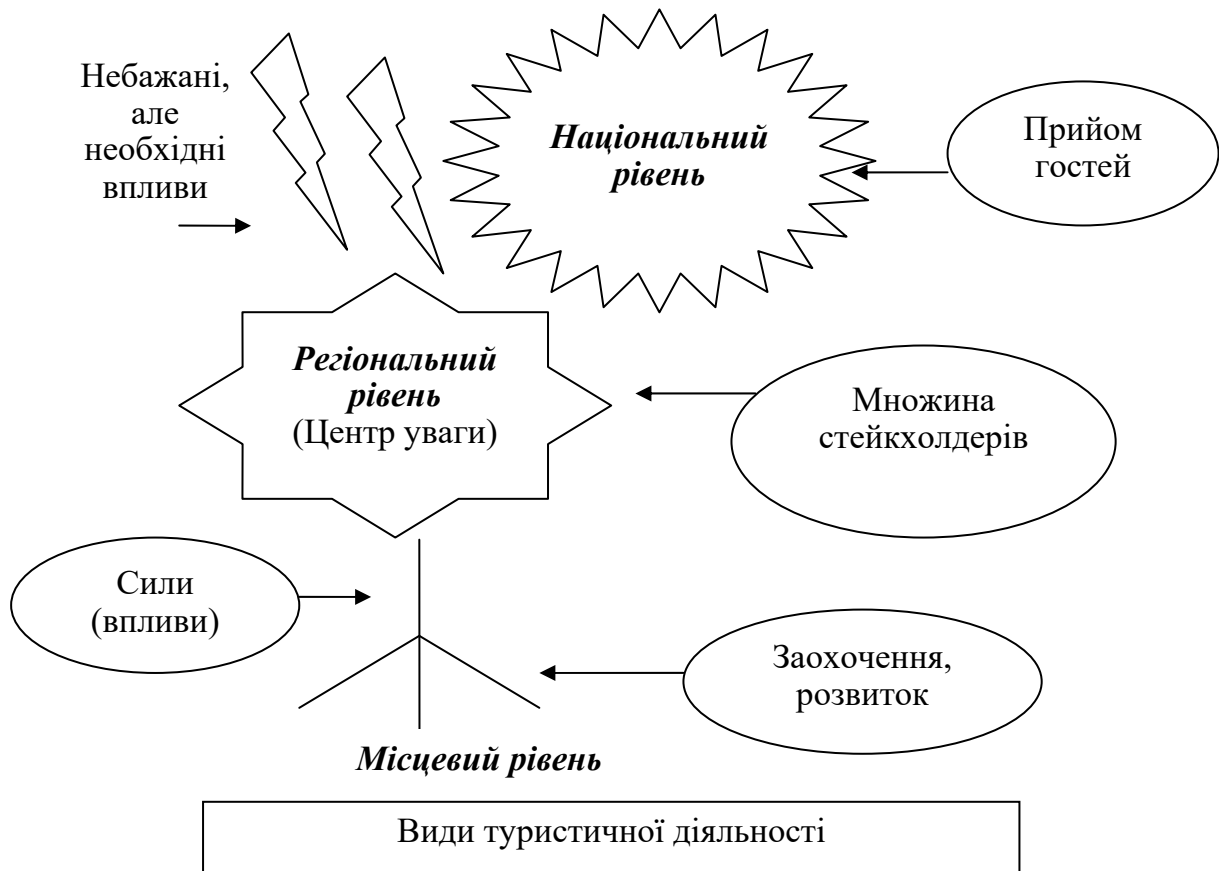 Небажані,
але
необхідні
впливи
Національний
рівень
Прийом
гостей
Регіональний
рівень
(Центр уваги)
Множина
стейкхолдерів
Сили
(впливи)
Заохочення,
розвиток
Місцевий рівень
Види туристичної діяльності